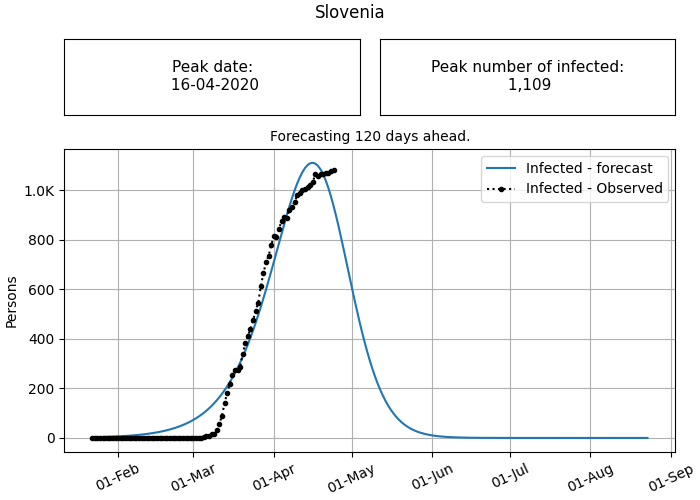 Slovenia
Peak date:
16-04-2020
Peak number of infected:
1,109
Forecasting 120 days ahead.
Infected - forecast
Infected - Observed
Persons
1.0K
800
600
400
200
0
01-Feb
01-Mar
01-Apr
01-May
01-Jun
01-Jul
01-Aug
01-Sep